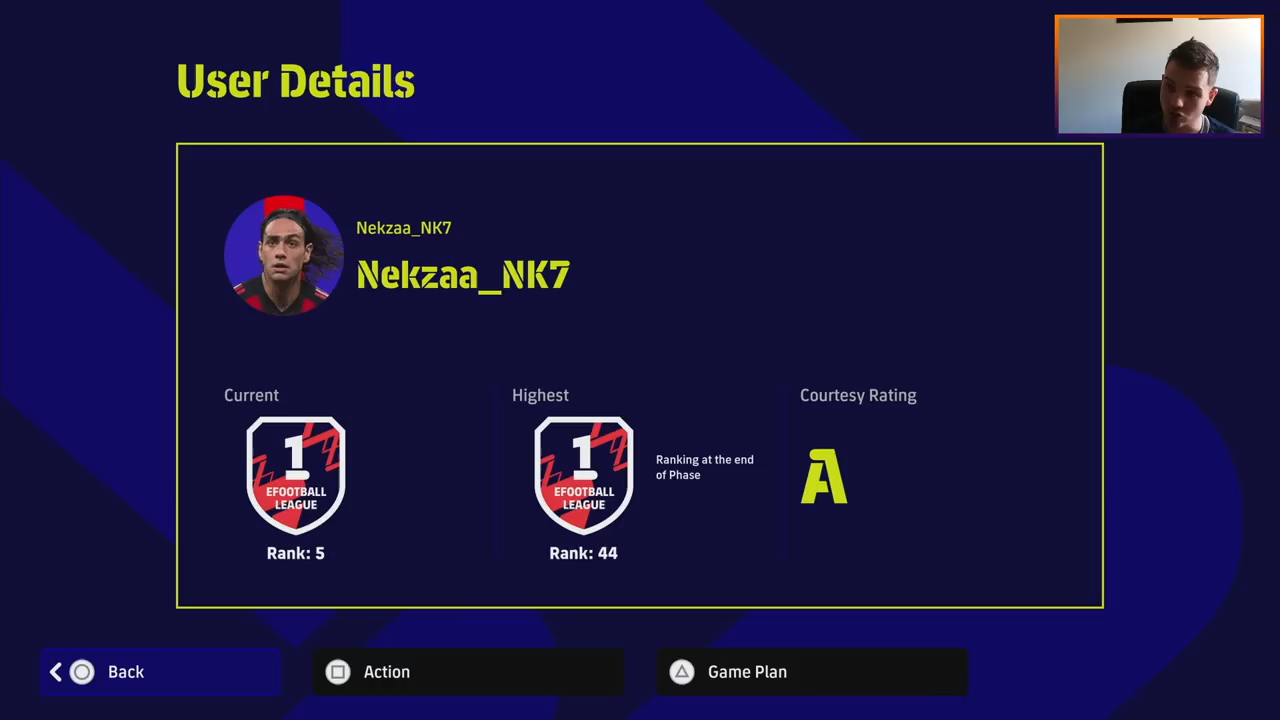 User Details
Nekzaa_NK7
Nekzaa_NK7
Current
Highest
Courtesy Rating
1
EFOOTBALL
LEAGUE
Rank: 5
1
EFOOTBALL
LEAGUE
Rank: 44
Ranking at the end
of Phase
A
Back
Action
Game Plan